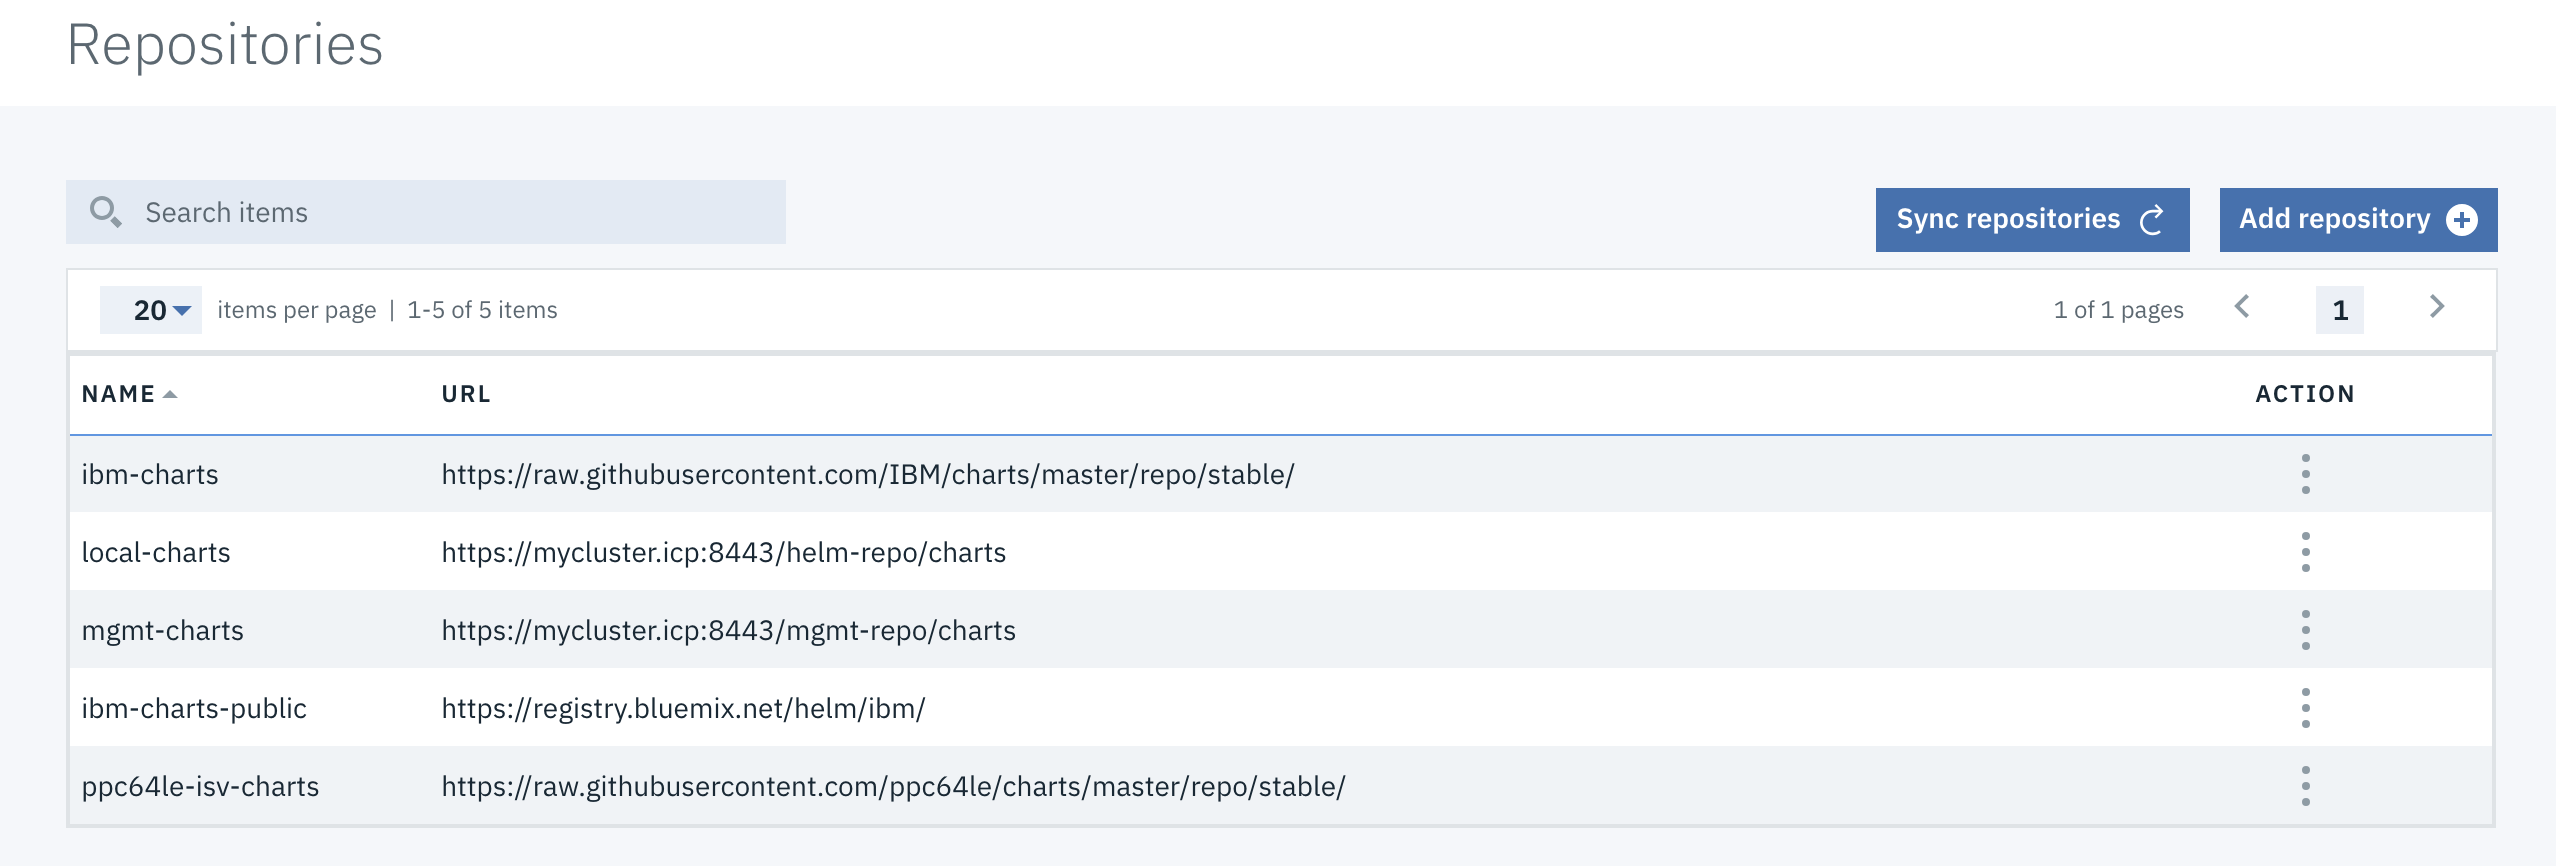 Repositories
Search items
Sync repositories
Add repository
20 items per page | 1-5 of 5 items
1 of 1 pages 1
NAME URL ACTION
ibm-charts https://raw.githubusercontent.com/IBM/charts/master/repo/stable/
local-charts https://mycluster.icp:8443/helm-repo/charts
mgmt-charts https://mycluster.icp:8443/mgmt-repo/charts
ibm-charts-public https://registry.bluemix.net/helm/ibm/
ppc64le-isv-charts https://raw.githubusercontent.com/ppc64le/charts/master/repo/stable/